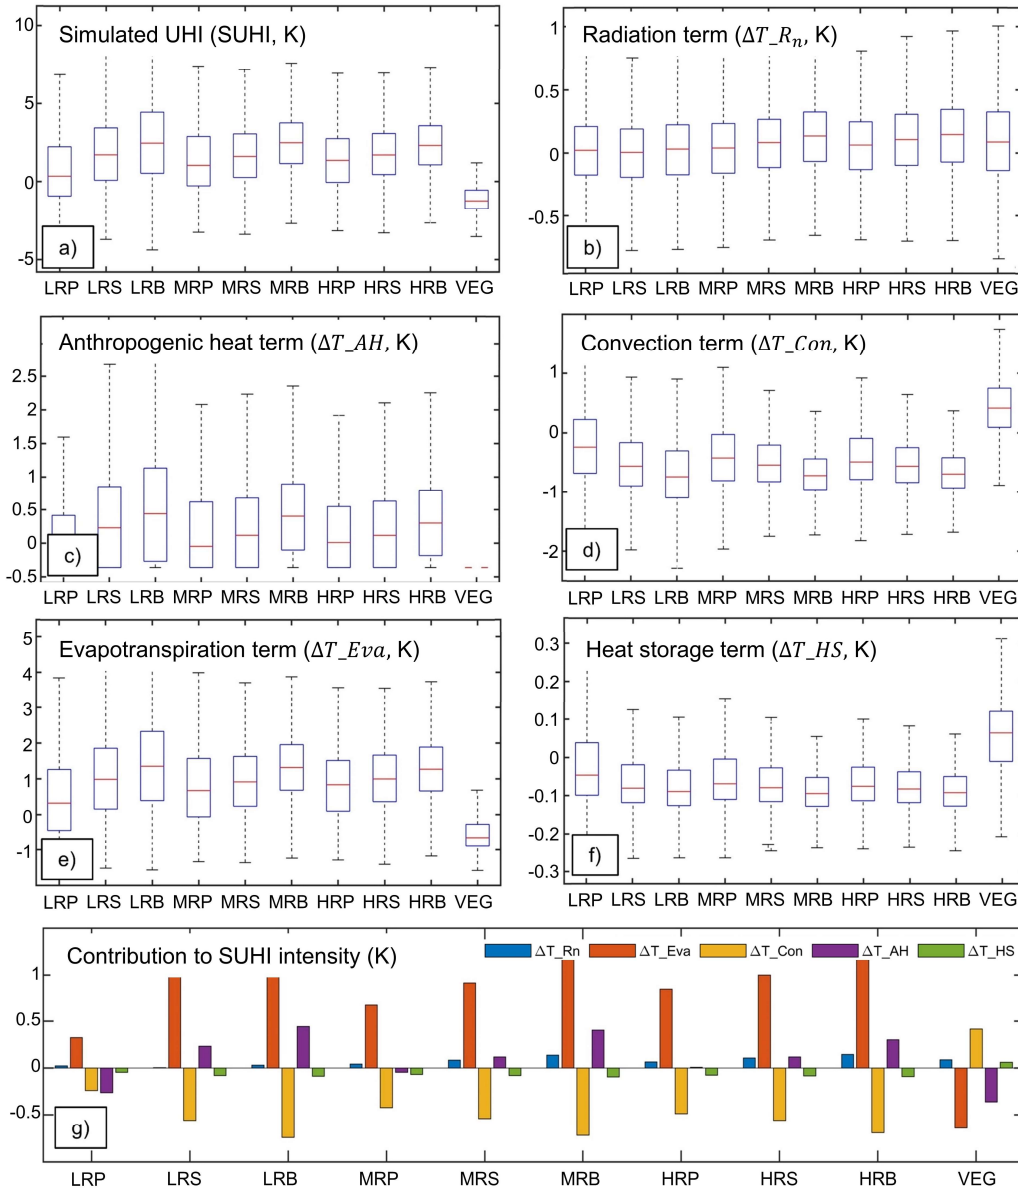 Simulated UHI (SUHI, K)
10
5
0
-5
a)
LRP LRS LRB MRP MRS MRB HRP HRS HRB VEG
Radiation term (ΔT_Rₙ, K)
1
0.5
0
-0.5
b)
LRP LRS LRB MRP MRS MRB HRP HRS HRB VEG
Anthropogenic heat term (ΔT_AH, K)
2.5
2
1.5
1
0.5
0
-0.5
c)
LRP LRS LRB MRP MRS MRB HRP HRS HRB VEG
Convection term (ΔT_Con, K)
1
0
-1
-2
d)
LRP LRS LRB MRP MRS MRB HRP HRS HRB VEG
Evapotranspiration term (ΔT_Eva, K)
5
4
3
2
1
0
-1
e)
LRP LRS LRB MRP MRS MRB HRP HRS HRB VEG
Heat storage term (ΔT_HS, K)
0.3
0.2
0.1
0
-0.1
-0.2
-0.3
f)
LRP LRS LRB MRP MRS MRB HRP HRS HRB VEG
Contribution to SUHI intensity (K)
ΔT_Rn ΔT_Eva ΔT_Con ΔT_AH ΔT_HS
1
0.5
0
-0.5
g)
LRP LRS LRB MRP MRS MRB HRP HRS HRB VEG